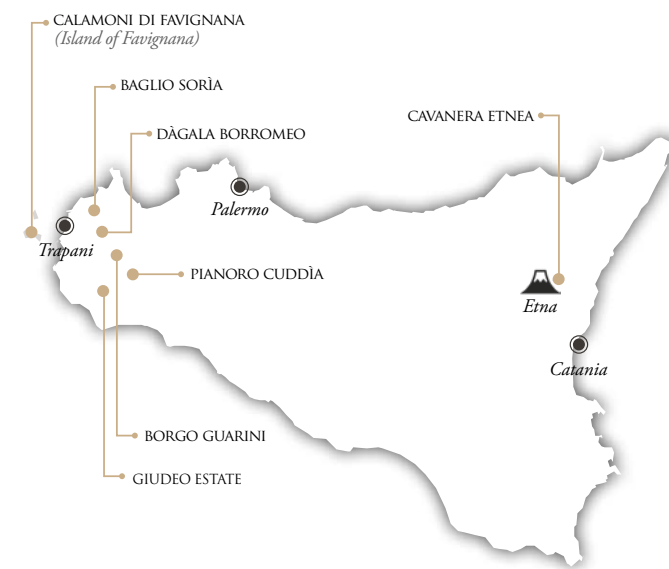 CALAMONI DI FAVIGNANA
(Island of Favignana)
BAGLIO SORÌA
CAVANERA ETNEA
DÀGALA BORROMEO
Palermo
Trapani
PIANORO CUDDÌA
Etna
Catania
BORGO GUARINI
GIUDEO ESTATE